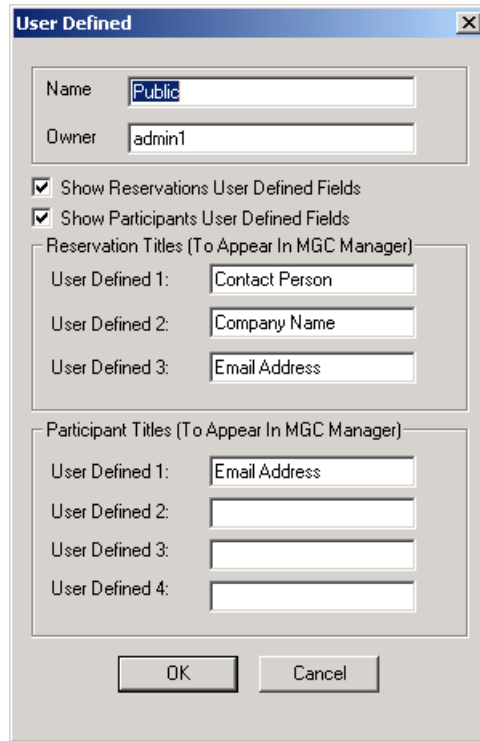 User Defined
Name Public
Owner admin1
Show Reservations User Defined Fields
Show Participants User Defined Fields
Reservation Titles (To Appear In MGC Manager)
User Defined 1: Contact Person
User Defined 2: Company Name
User Defined 3: Email Address
Participant Titles (To Appear In MGC Manager)
User Defined 1: Email Address
User Defined 2:
User Defined 3:
User Defined 4:
OK Cancel